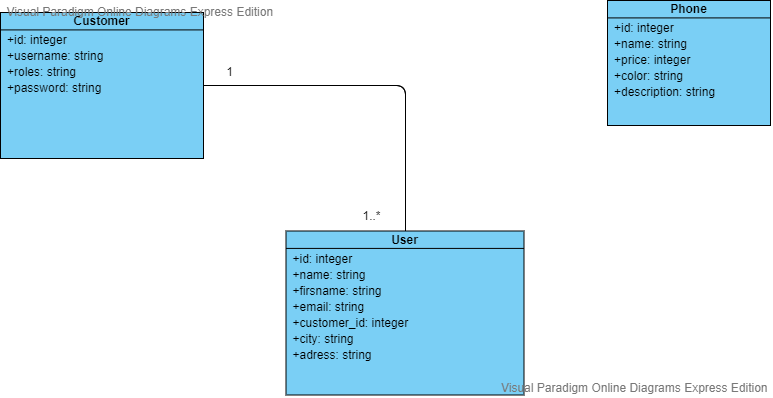 Visual Paradigm Online Diagrams Express Edition
Customer
+id: integer
+username: string
+roles: string
+password: string
1
1..*
Phone
+id: integer
+name: string
+price: integer
+color: string
+description: string
User
+id: integer
+name: string
+firsname: string
+email: string
+customer_id: integer
+city: string
+adress: string
Visual Paradigm Online Diagrams Express Edition